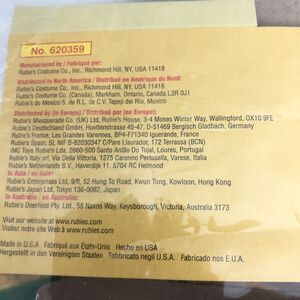 No. 620359
Manufactured by / Fabriqué par:
Rubie's Costume Co., Inc., Richmond Hill, NY, USA 11418
Distributed in North America / Distribué en Amérique du Nord:
Rubie's Costume Co., Inc., Richmond Hill, NY, USA 11418
Rubie's Costume Co. (Canada), Markham, Ontario, Canada L3R 0J1
Rubie's de Mexico S. de R.L. de C.V. Tepeji del Rio, Mexico
Distributed by (in Europe) / Distribué par (en Europe):
Rubie's Masquerade Co. (UK) Ltd., Rubie's House, 3-4 Moses Winter Way, Wallingford, OX10 9FE
Rubie's Deutschland GmbH, Huettenstrasse 45-47, D-51469 Bergisch Gladbach, Germany
Rubie's France, Les Grandes Varennes, BP4-F71340 Iguerande, France
Rubie's Spain, SL NIF B-82030347 C/Pare Llaurador, 172 Terrasa (BCN)
IMC Toys Rubie's Lda, 2660-500 Santo Antão Do Tojal, Loures, Portugal
Rubie's Italy srl. Via Della Vittoria, 1275 Caronno Pertusella, Varese, Italia
Rubie's Netherlands B.V. Haverdijk 11, 5704 RC Helmond
In Asia / en Asie:
Rubie's Enterprises Ltd, 9/fl, 52 Hung To Road, Kwun Tong, Kowloon, Hong Kong
Rubie's Japan Ltd, Tokyo 136-0082, Japan
In Australia / en Australie:
Rubie's Deerfield Pty. Ltd., 58 Naxos Way, Keysborough, Victoria, Australia 3173
Visit our website at www.rubies.com
Visitez notre site web à www.rubies.com
Made in U.S.A Fabriqué aux États-Unis Hecho en USA
Hergestellt in den Vereinigten Staaten Fabbricato negli U.S.A. Fabricado nos E.U.A.